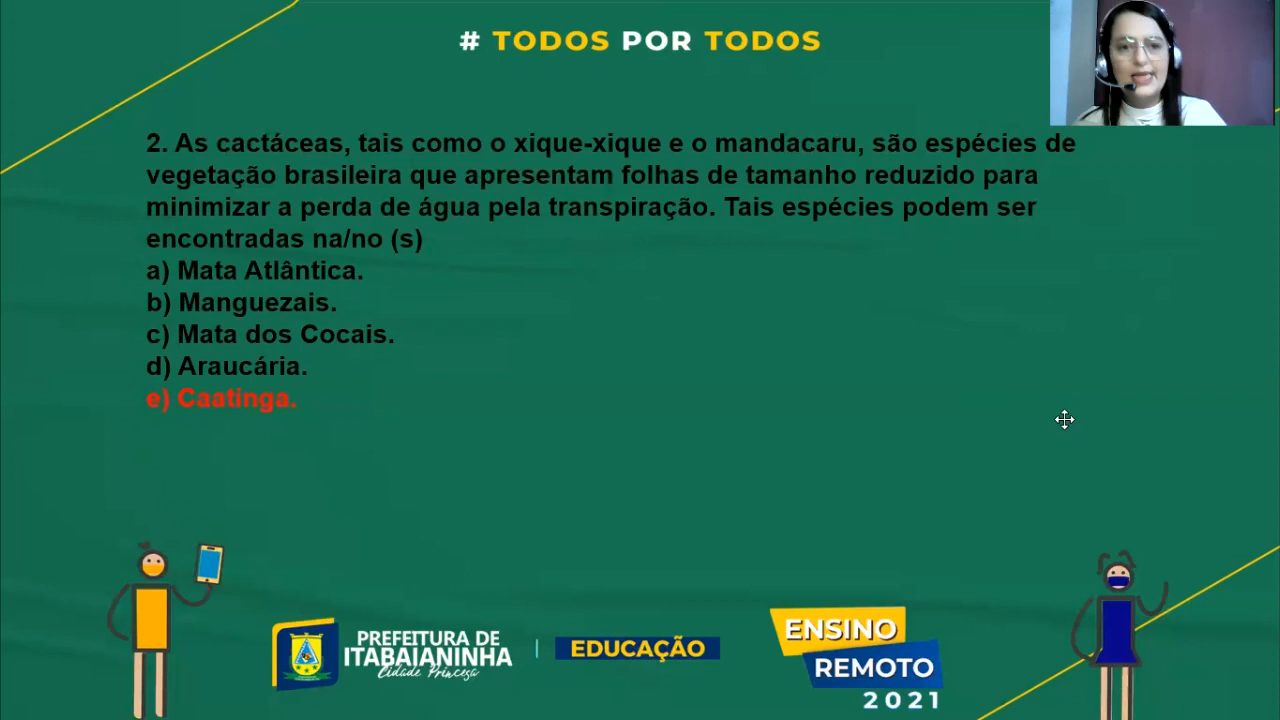 # TODOS POR TODOS
2. As cactáceas, tais como o xique-xique e o mandacaru, são espécies de
vegetação brasileira que apresentam folhas de tamanho reduzido para
minimizar a perda de água pela transpiração. Tais espécies podem ser
encontradas na/no (s)
a) Mata Atlântica.
b) Manguezais.
c) Mata dos Cocais.
d) Araucária.
e) Caatinga.
PREFEITURA DE
ITABAIANINHA
Cidade Princesa
EDUCAÇÃO
ENSINO
REMOTO
2021